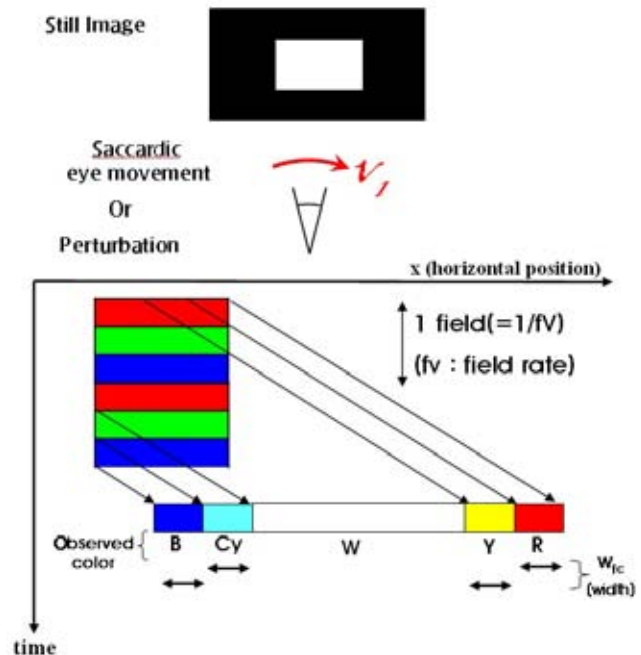 Still Image
Saccardic
eye movement
Or
Perturbation
V1
x (horizontal position)
1 field(=1/fV)
(fv : field rate)
Observed
color
B
Cy
W
Y
R
Wfc
(width)
time